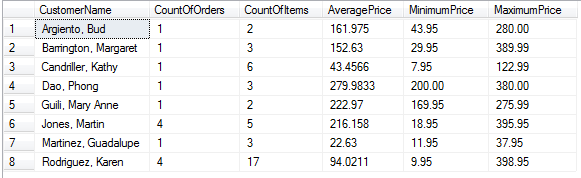 CustomerName CountOfOrders CountOfItems AveragePrice MinimumPrice MaximumPrice
1 Argiento, Bud 1 2 161.975 43.95 280.00
2 Barrington, Margaret 1 3 152.63 29.95 389.99
3 Candriller, Kathy 1 6 43.4566 7.95 122.99
4 Dao, Phong 1 3 279.9833 200.00 380.00
5 Guili, Mary Anne 1 2 222.97 169.95 275.99
6 Jones, Martin 4 5 216.158 18.95 395.95
7 Martinez, Guadalupe 1 3 22.63 11.95 37.95
8 Rodriguez, Karen 4 17 94.0211 9.95 398.95